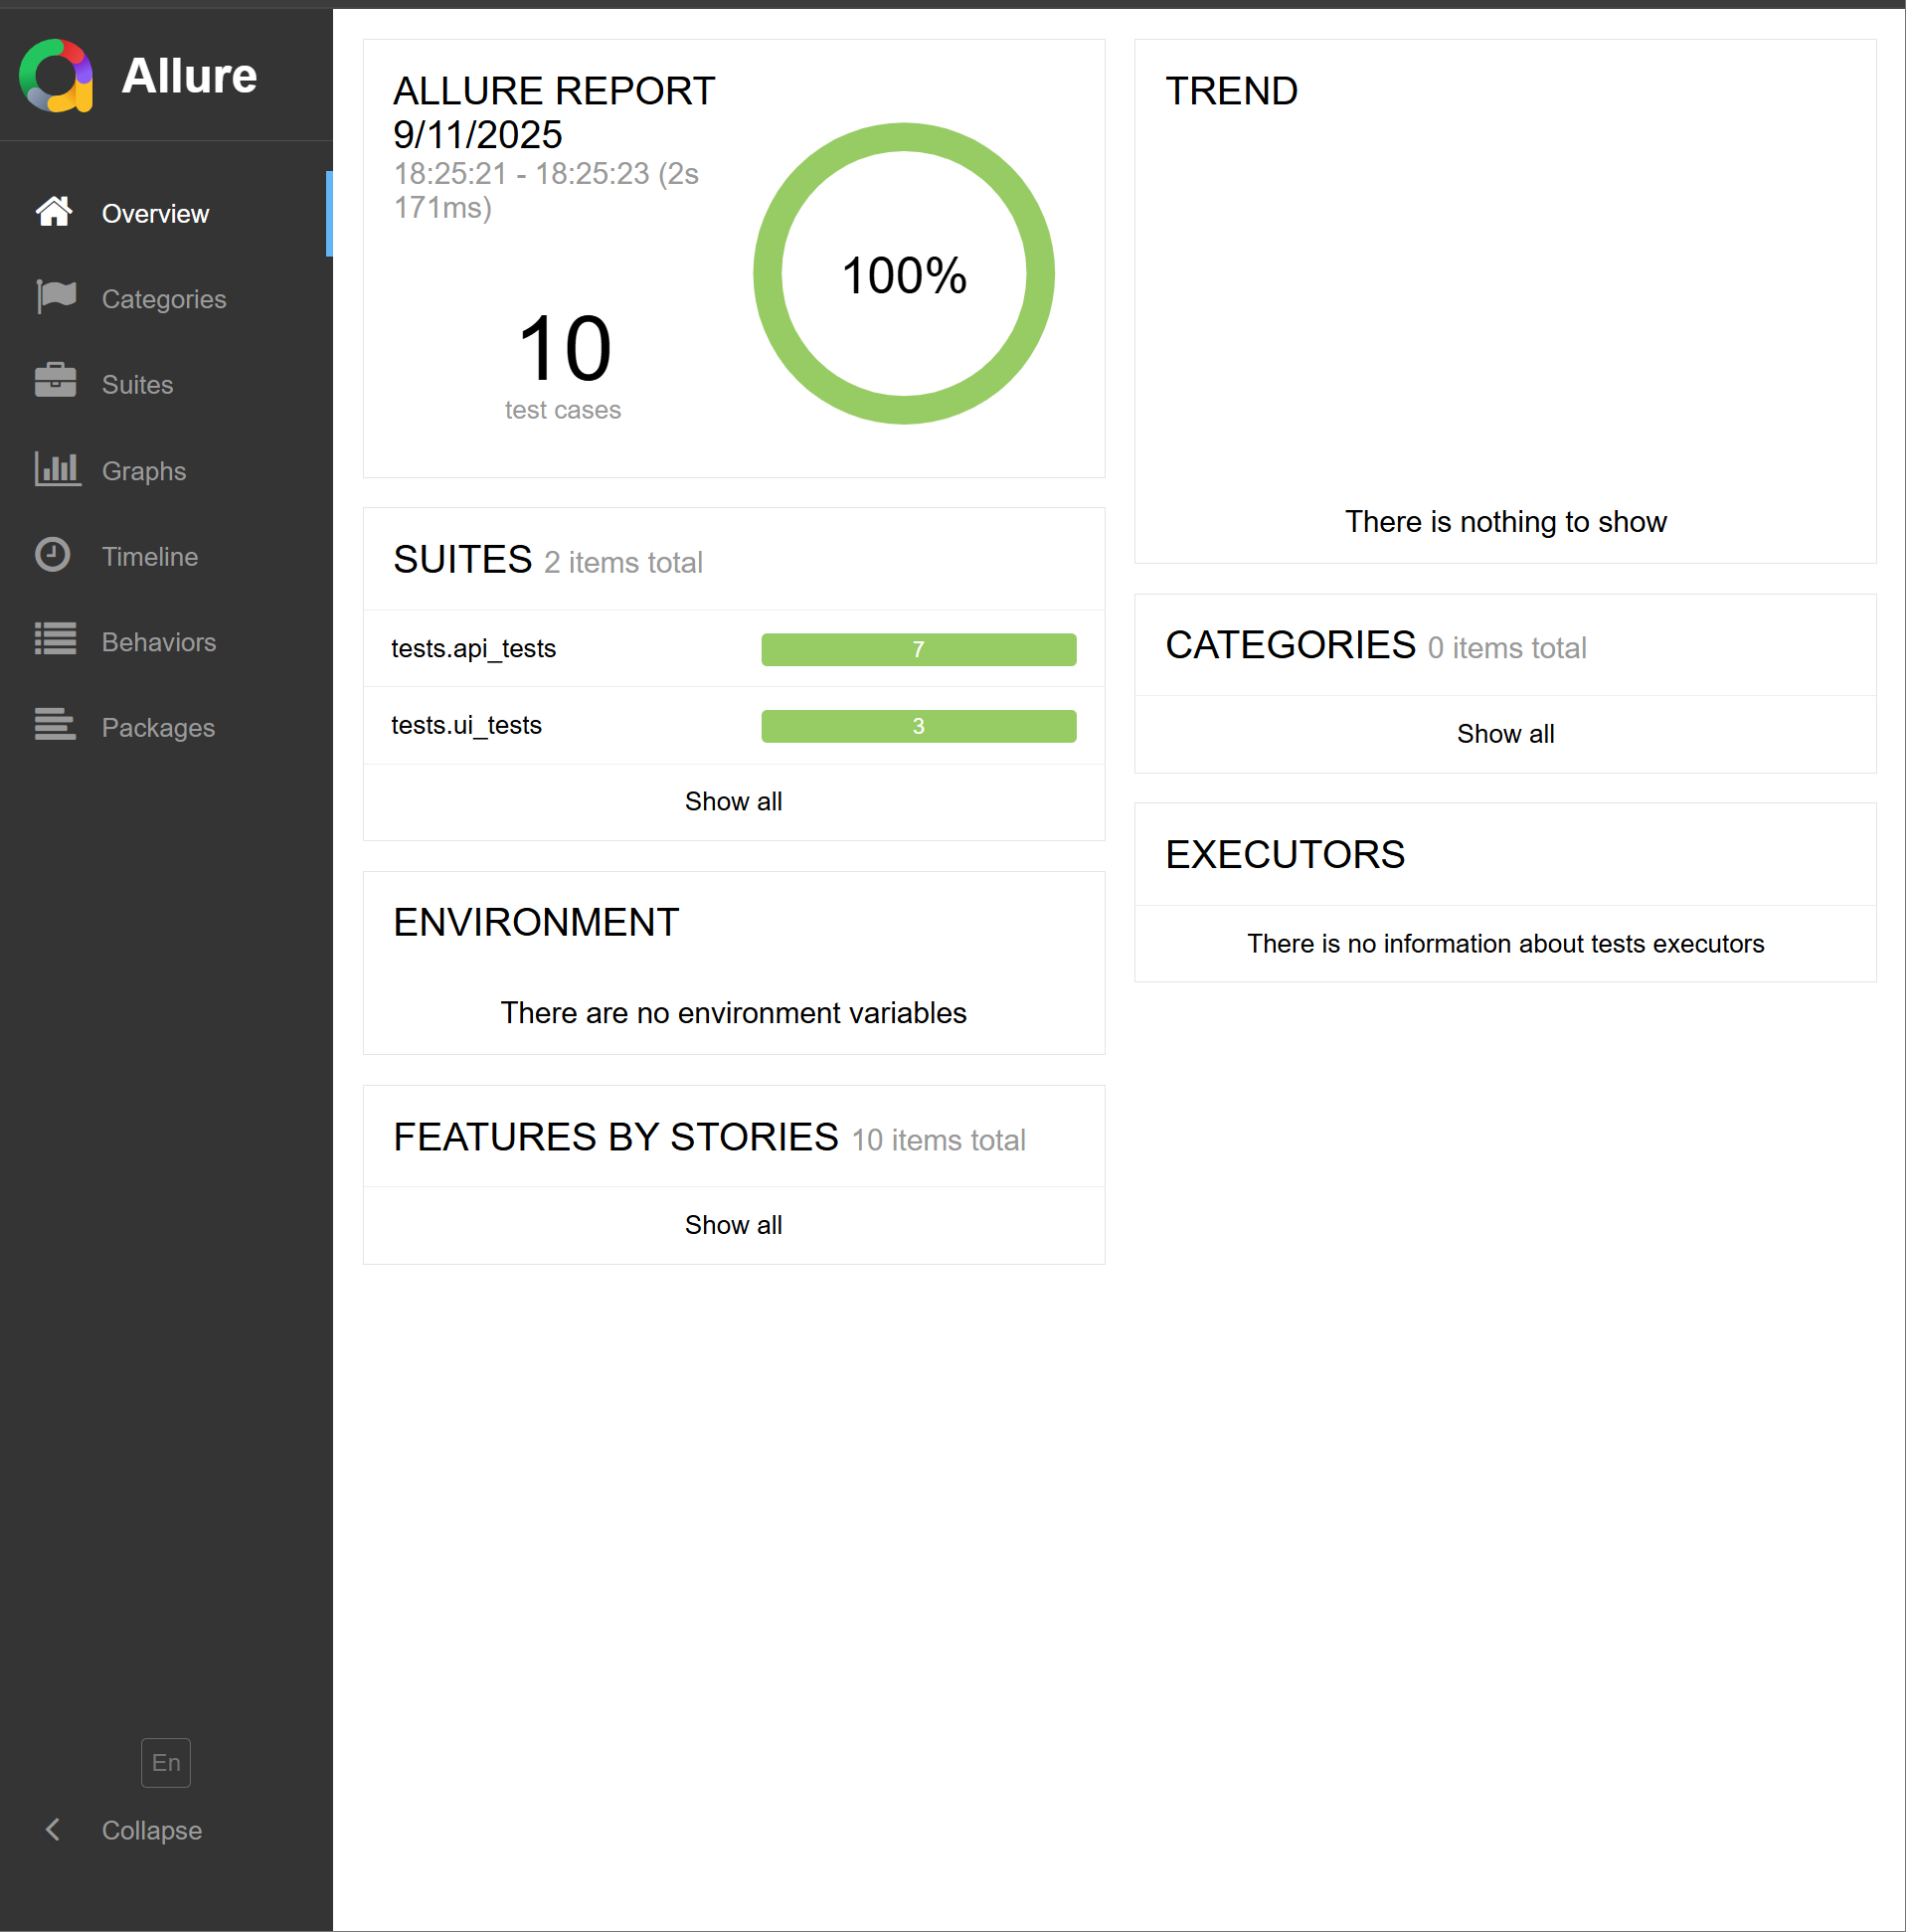 Allure
Overview
Categories
Suites
Graphs
Timeline
Behaviors
Packages
En
Collapse
ALLURE REPORT
9/11/2025
18:25:21 - 18:25:23 (2s
171ms)
10
test cases
100%
SUITES 2 items total
tests.api_tests 7
tests.ui_tests 3
Show all
ENVIRONMENT
There are no environment variables
FEATURES BY STORIES 10 items total
Show all
TREND
There is nothing to show
CATEGORIES 0 items total
Show all
EXECUTORS
There is no information about tests executors